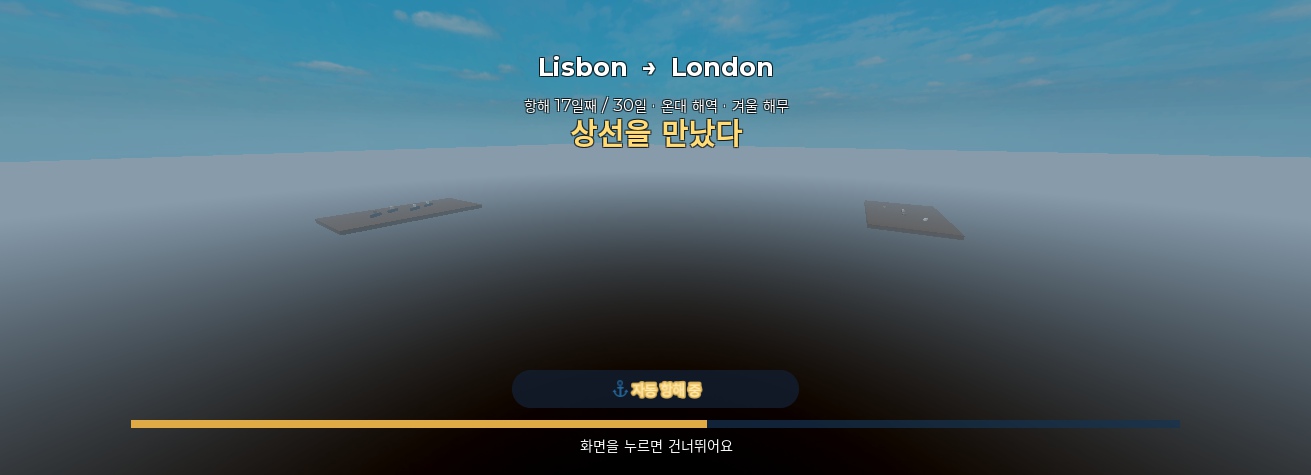 Lisbon → London
항해 17일째 / 30일 · 온대 해역 · 겨울 해무
상선을 만났다
⚓ 자동 항해 중
화면을 누르면 건너뛰어요